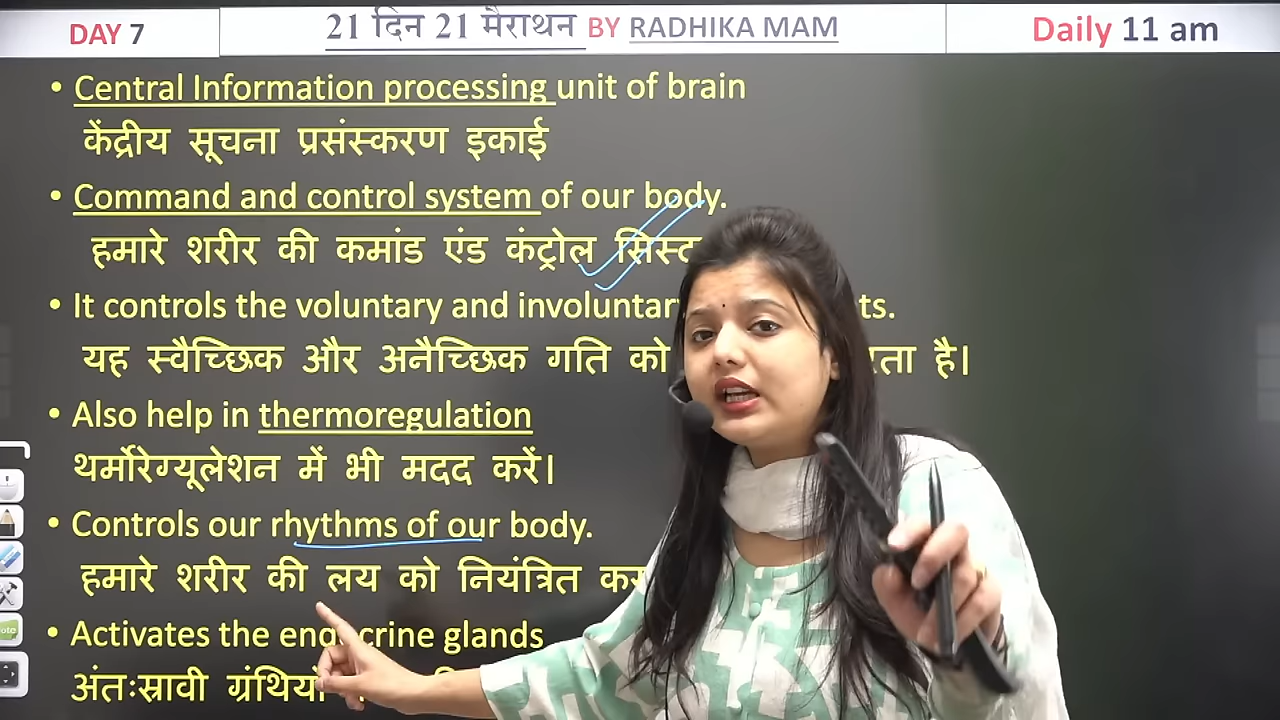 DAY 7
21 दिन 21 मैराथन BY RADHIKA MAM
Daily 11 am
• Central Information processing unit of brain
केंद्रीय सूचना प्रसंस्करण इकाई
• Command and control system of our body.
हमारे शरीर की कमांड एंड कंट्रोल
• It controls the voluntary and
यह स्वैच्छिक और अनैच्छिक गति को है।
• Also help in thermoregulation
थर्मोरेग्यूलेशन में भी मदद करें।
• Controls our rhythms of our body.
हमारे शरीर की लय को नियंत्रित
• Activates the endocrine glands
अंतःस्रावी